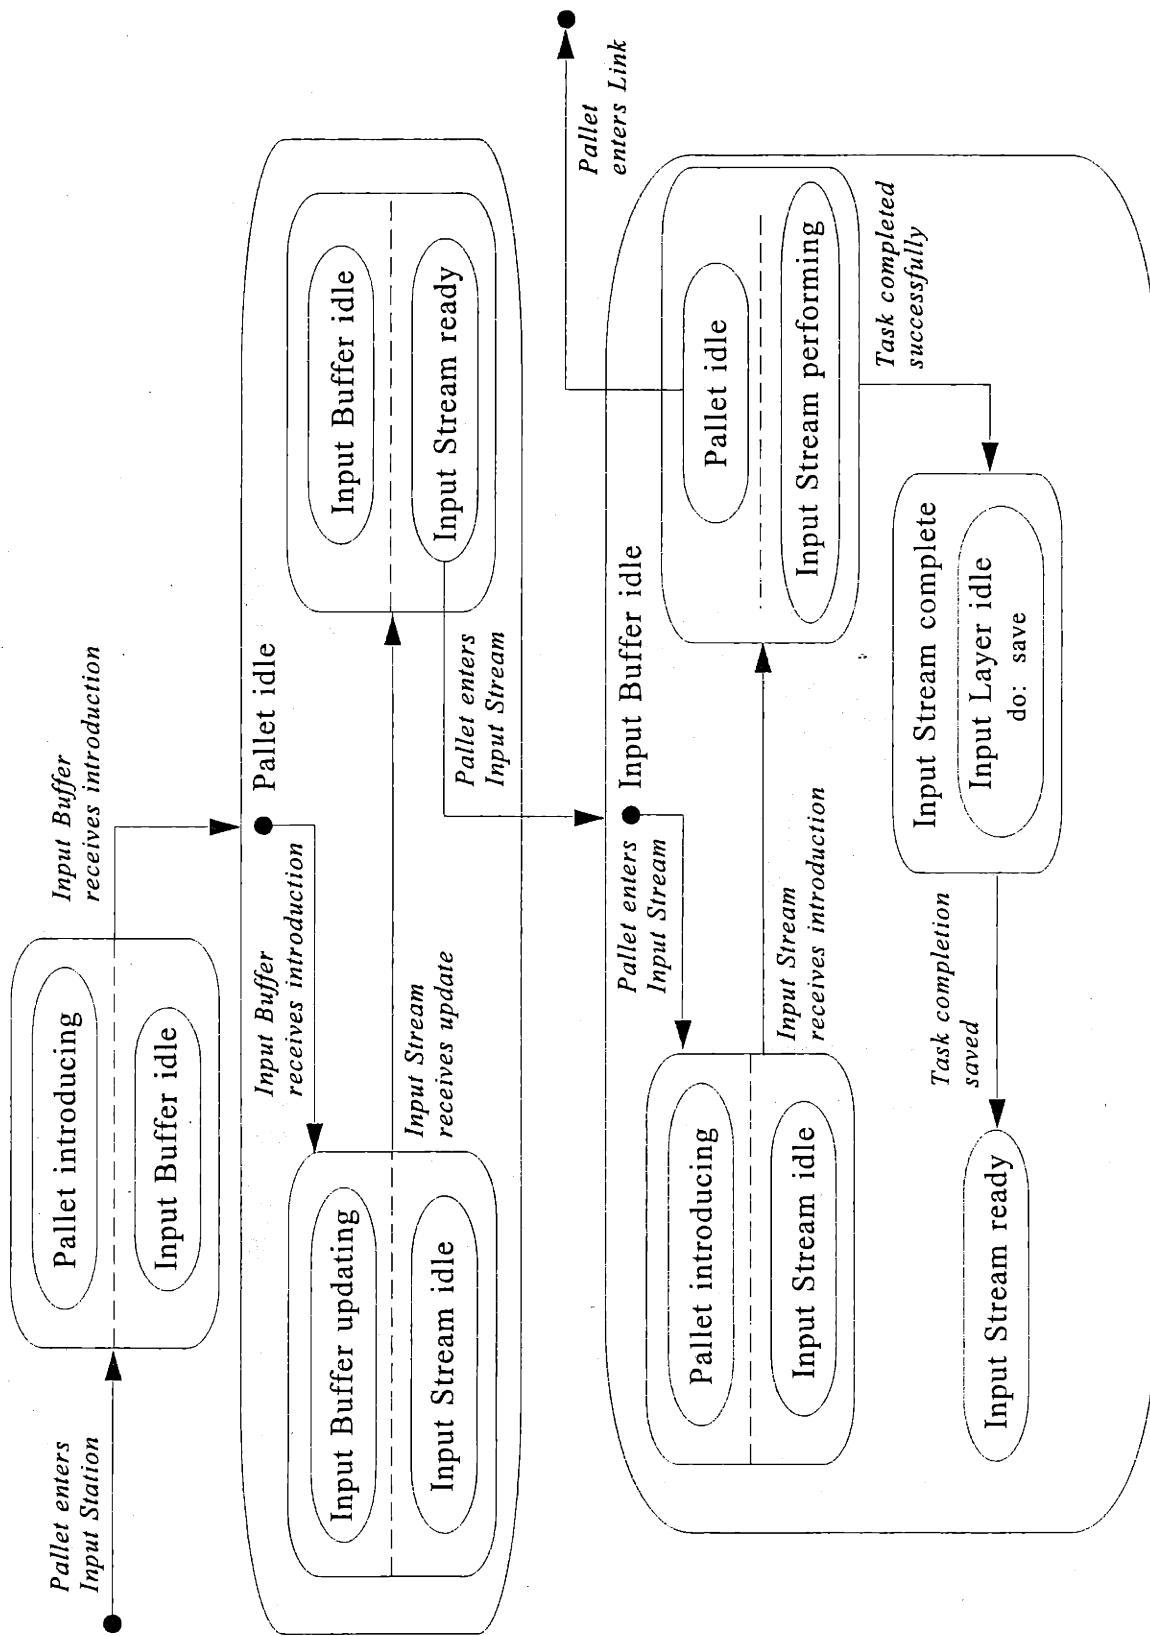 Pallet enters
Input Station
Pallet introducing
Input Buffer idle
Input Buffer
receives introduction
Pallet idle
Input Buffer
receives introduction
Input Buffer updating
Input Stream idle
Input Stream
receives update
Input Buffer idle
Input Stream ready
Pallet enters
Input Stream
Input Buffer idle
Pallet enters
Input Stream
Pallet introducing
Input Stream idle
Input Stream
receives introduction
Pallet idle
Input Stream performing
Pallet
enters Link
Task completed
successfully
Input Stream complete
Input Layer idle
do: save
Task completion
saved
Input Stream ready